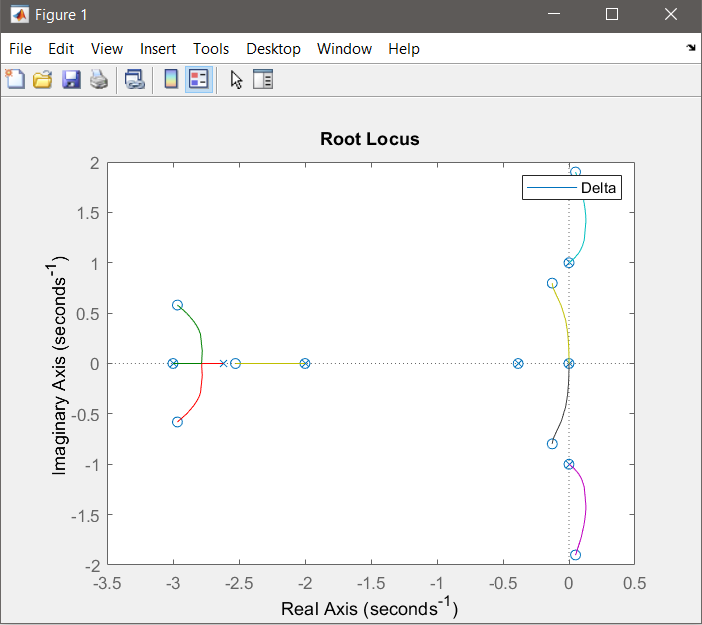 Figure 1
File Edit View Insert Tools Desktop Window Help
Root Locus
Delta
Imaginary Axis (seconds-1)
2
1.5
1
0.5
0
-0.5
-1
-1.5
-2
-3.5 -3 -2.5 -2 -1.5 -1 -0.5 0 0.5
Real Axis (seconds-1)